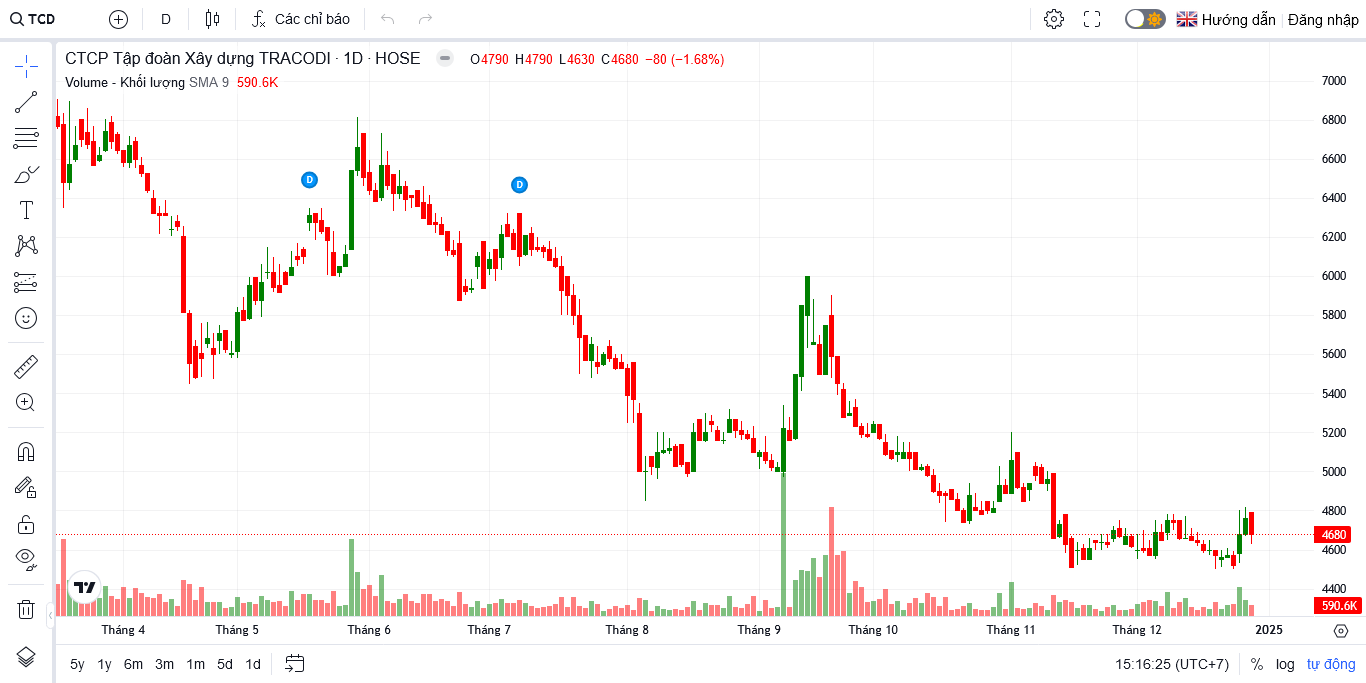 TCD D Các chỉ báo Hướng dẫn Đăng nhập
CTCP Tập đoàn Xây dựng TRACODI · 1D · HOSE O4790 H4790 L4630 C4680 −80 (−1.68%)
Volume - Khối lượng SMA 9 590.6K
7000
6800
6600
D
D
6400
6200
6000
5800
5600
5400
5200
5000
4800
4680
4600
4400
590.6K
Tháng 4 Tháng 5 Tháng 6 Tháng 7 Tháng 8 Tháng 9 Tháng 10 Tháng 11 Tháng 12 2025
5y 1y 6m 3m 1m 5d 1d 15:16:25 (UTC+7) % log tự động